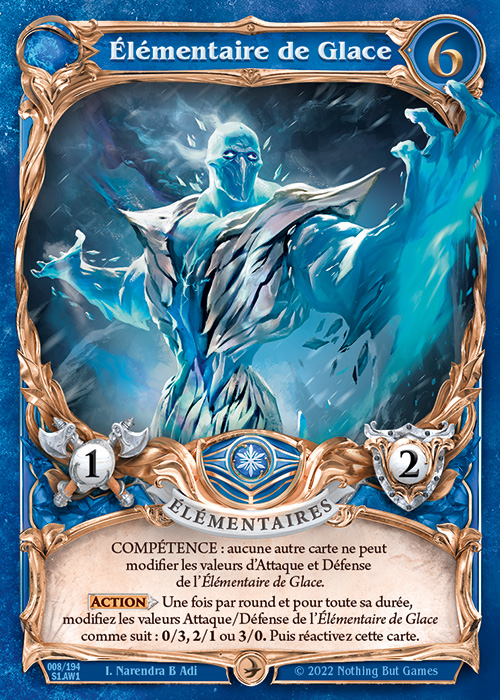 Élémentaire de Glace
6
1
2
ÉLÉMENTAIRES
COMPÉTENCE : aucune autre carte ne peut
modifier les valeurs d'Attaque et Défense
de l'Élémentaire de Glace.
ACTION Une fois par round et pour toute sa durée,
modifiez les valeurs Attaque/Défense de l'Élémentaire de Glace
comme suit : 0/3, 2/1 ou 3/0. Puis réactivez cette carte.
008/194
S1.AW1
I. Narendra B Adi
© 2022 Nothing But Games